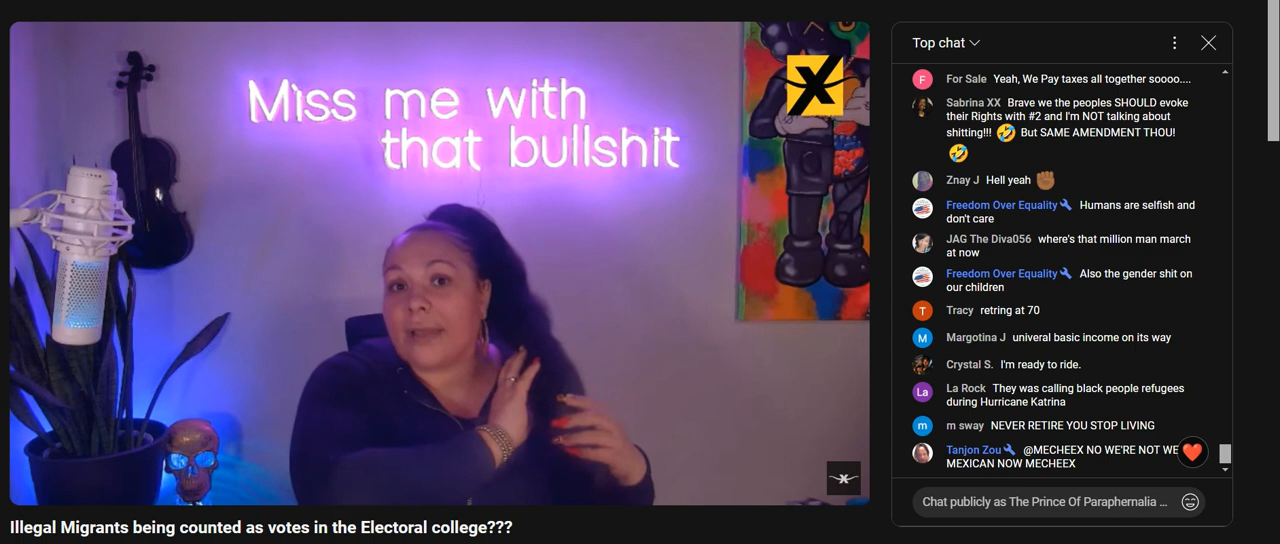 Miss me with
that bullshit
X
Illegal Migrants being counted as votes in the Electoral college???
Top chat
F For Sale Yeah, We Pay taxes all together soooo....
Sabrina XX Brave we the peoples SHOULD evoke
their Rights with #2 and I'm NOT talking about
shitting!!! 🤣 But SAME AMENDMENT THOU!
🤣
Znay J Hell yeah ✊🏾
Freedom Over Equality Humans are selfish and
don't care
JAG The Diva056 where's that million man march
at now
Freedom Over Equality Also the gender shit on
our children
T Tracy retring at 70
M Margotina J univeral basic income on its way
Crystal S. I'm ready to ride.
La La Rock They was calling black people refugees
during Hurricane Katrina
m m sway NEVER RETIRE YOU STOP LIVING
Tanjon Zou @MECHEEX NO WE'RE NOT WE
MEXICAN NOW MECHEEX
Chat publicly as The Prince Of Paraphernalia ...